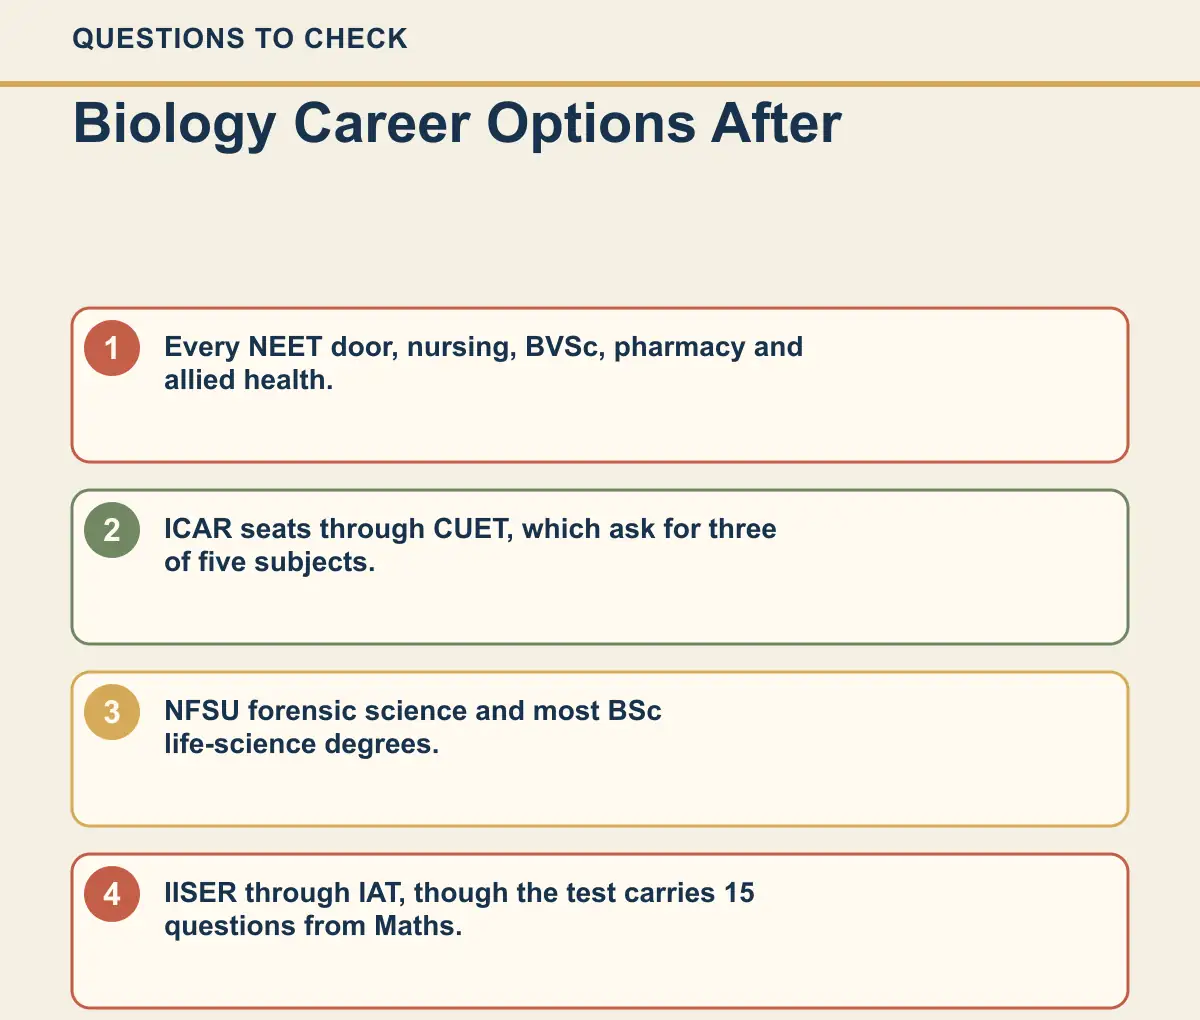 QUESTIONS TO CHECK
Biology Career Options After
1
Every NEET door, nursing, BVSc, pharmacy and
allied health.
2
ICAR seats through CUET, which ask for three
of five subjects.
3
NFSU forensic science and most BSc
life-science degrees.
4
IISER through IAT, though the test carries 15
questions from Maths.